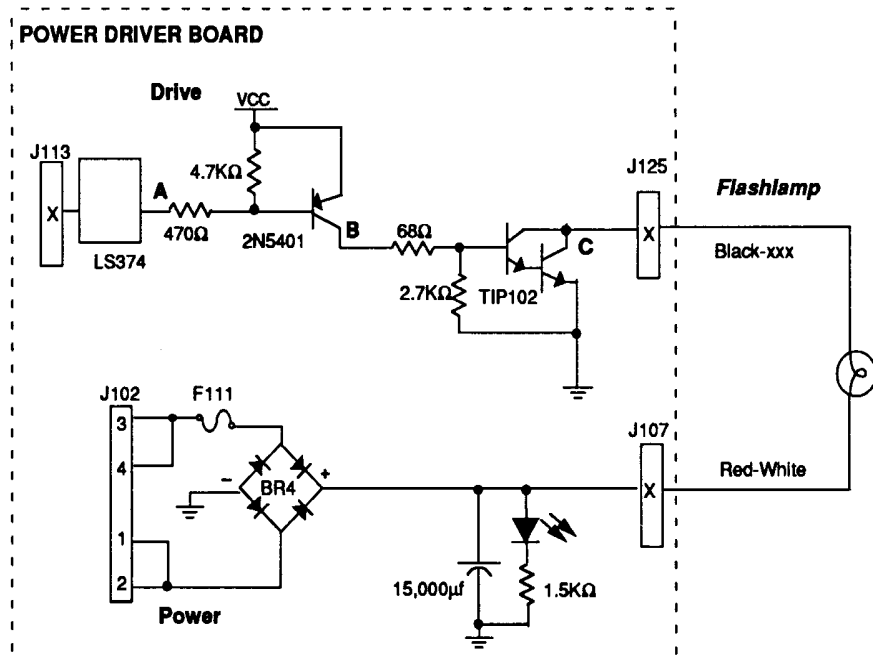 POWER DRIVER BOARD
Drive
VCC
J113
4.7KΩ
J125
A
Flashlamp
X
B
68Ω
X
470Ω
2N5401
C
Black-xxx
LS374
2.7KΩ
TIP102
J102
F111
3
J107
4
–
+
Red-White
BR4
X
1
15,000µf
1.5KΩ
2
Power